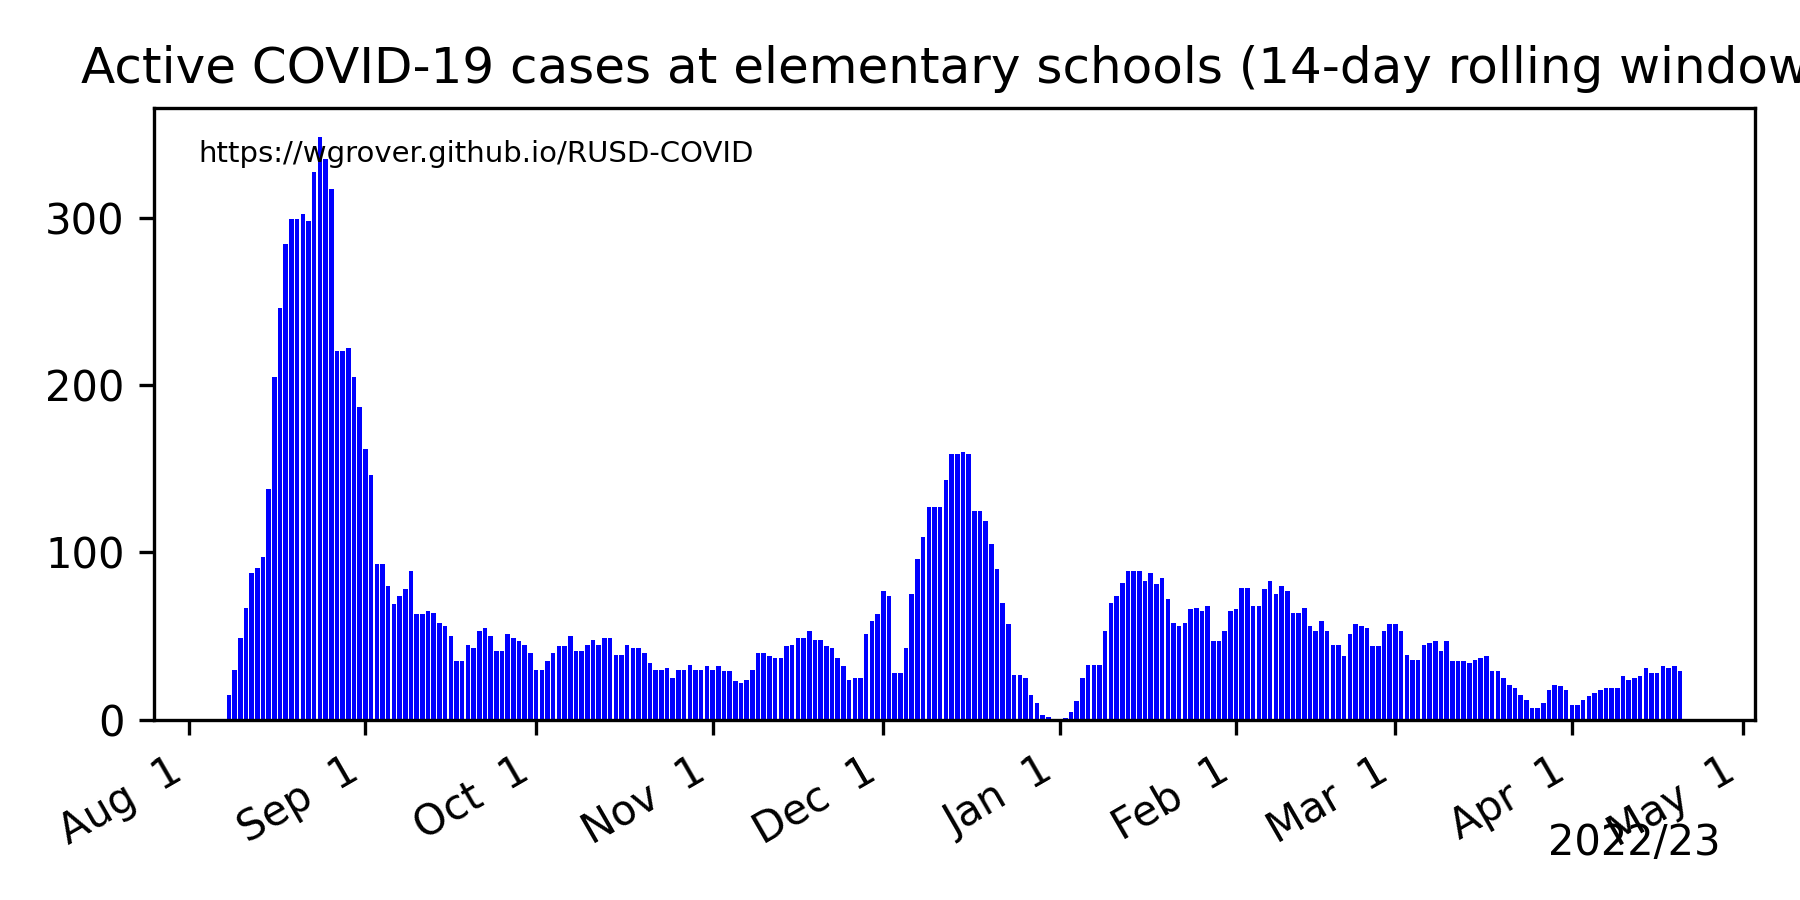 Active COVID-19 cases at elementary schools (14-day rolling window
https://wgrover.github.io/RUSD-COVID
300
200
100
0
Aug 1
Sep 1
Oct 1
Nov 1
Dec 1
Jan 1
Feb 1
Mar 1
Apr 1
May 1
2022/23